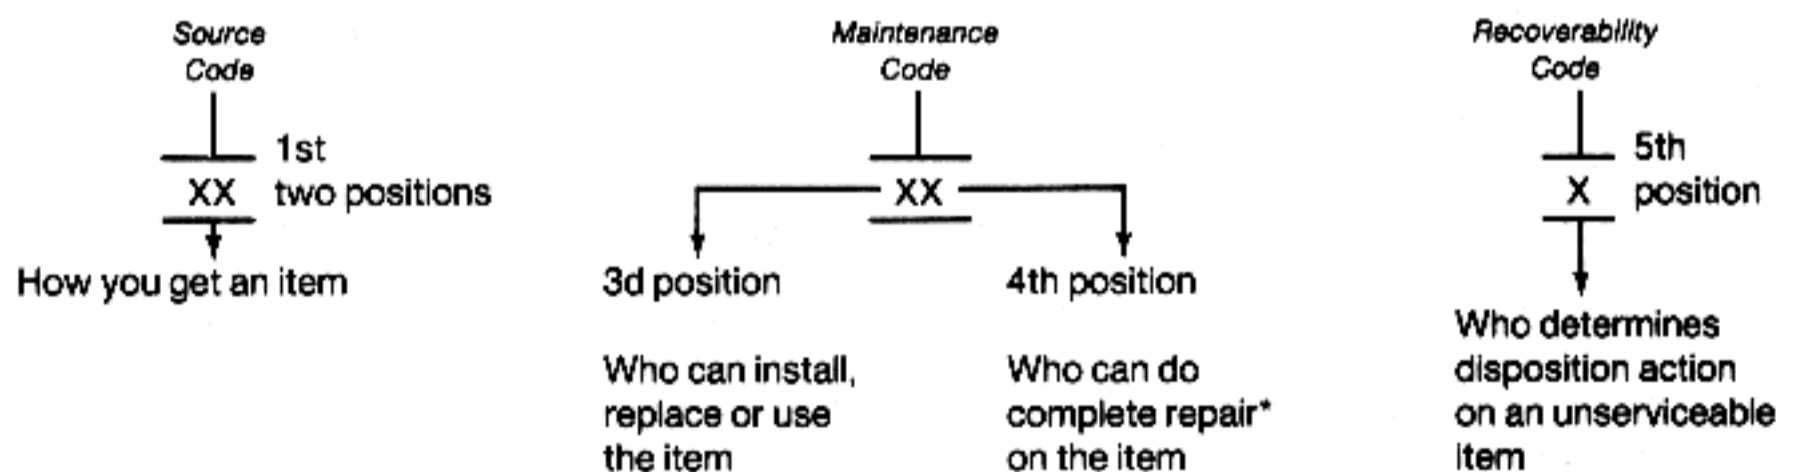 Source
Code
1st
XX two positions
How you get an item
Maintenance
Code
XX
3d position
Who can install,
replace or use
the item
4th position
Who can do
complete repair*
on the item
Recoverability
Code
5th
X position
Who determines
disposition action
on an unserviceable
item